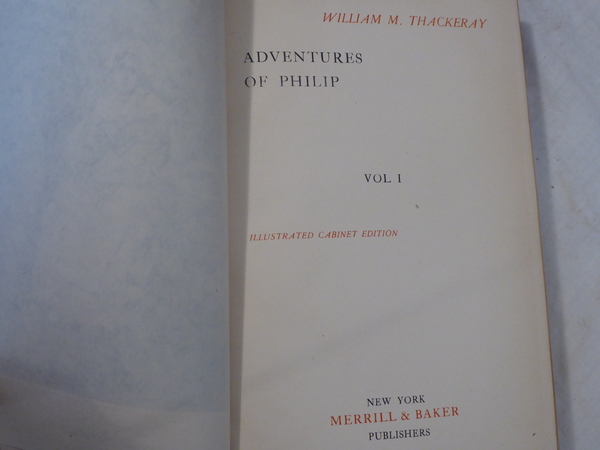 WILLIAM M. THACKERAY
ADVENTURES
OF PHILIP
VOL I
ILLUSTRATED CABINET EDITION
NEW YORK
MERRILL & BAKER
PUBLISHERS